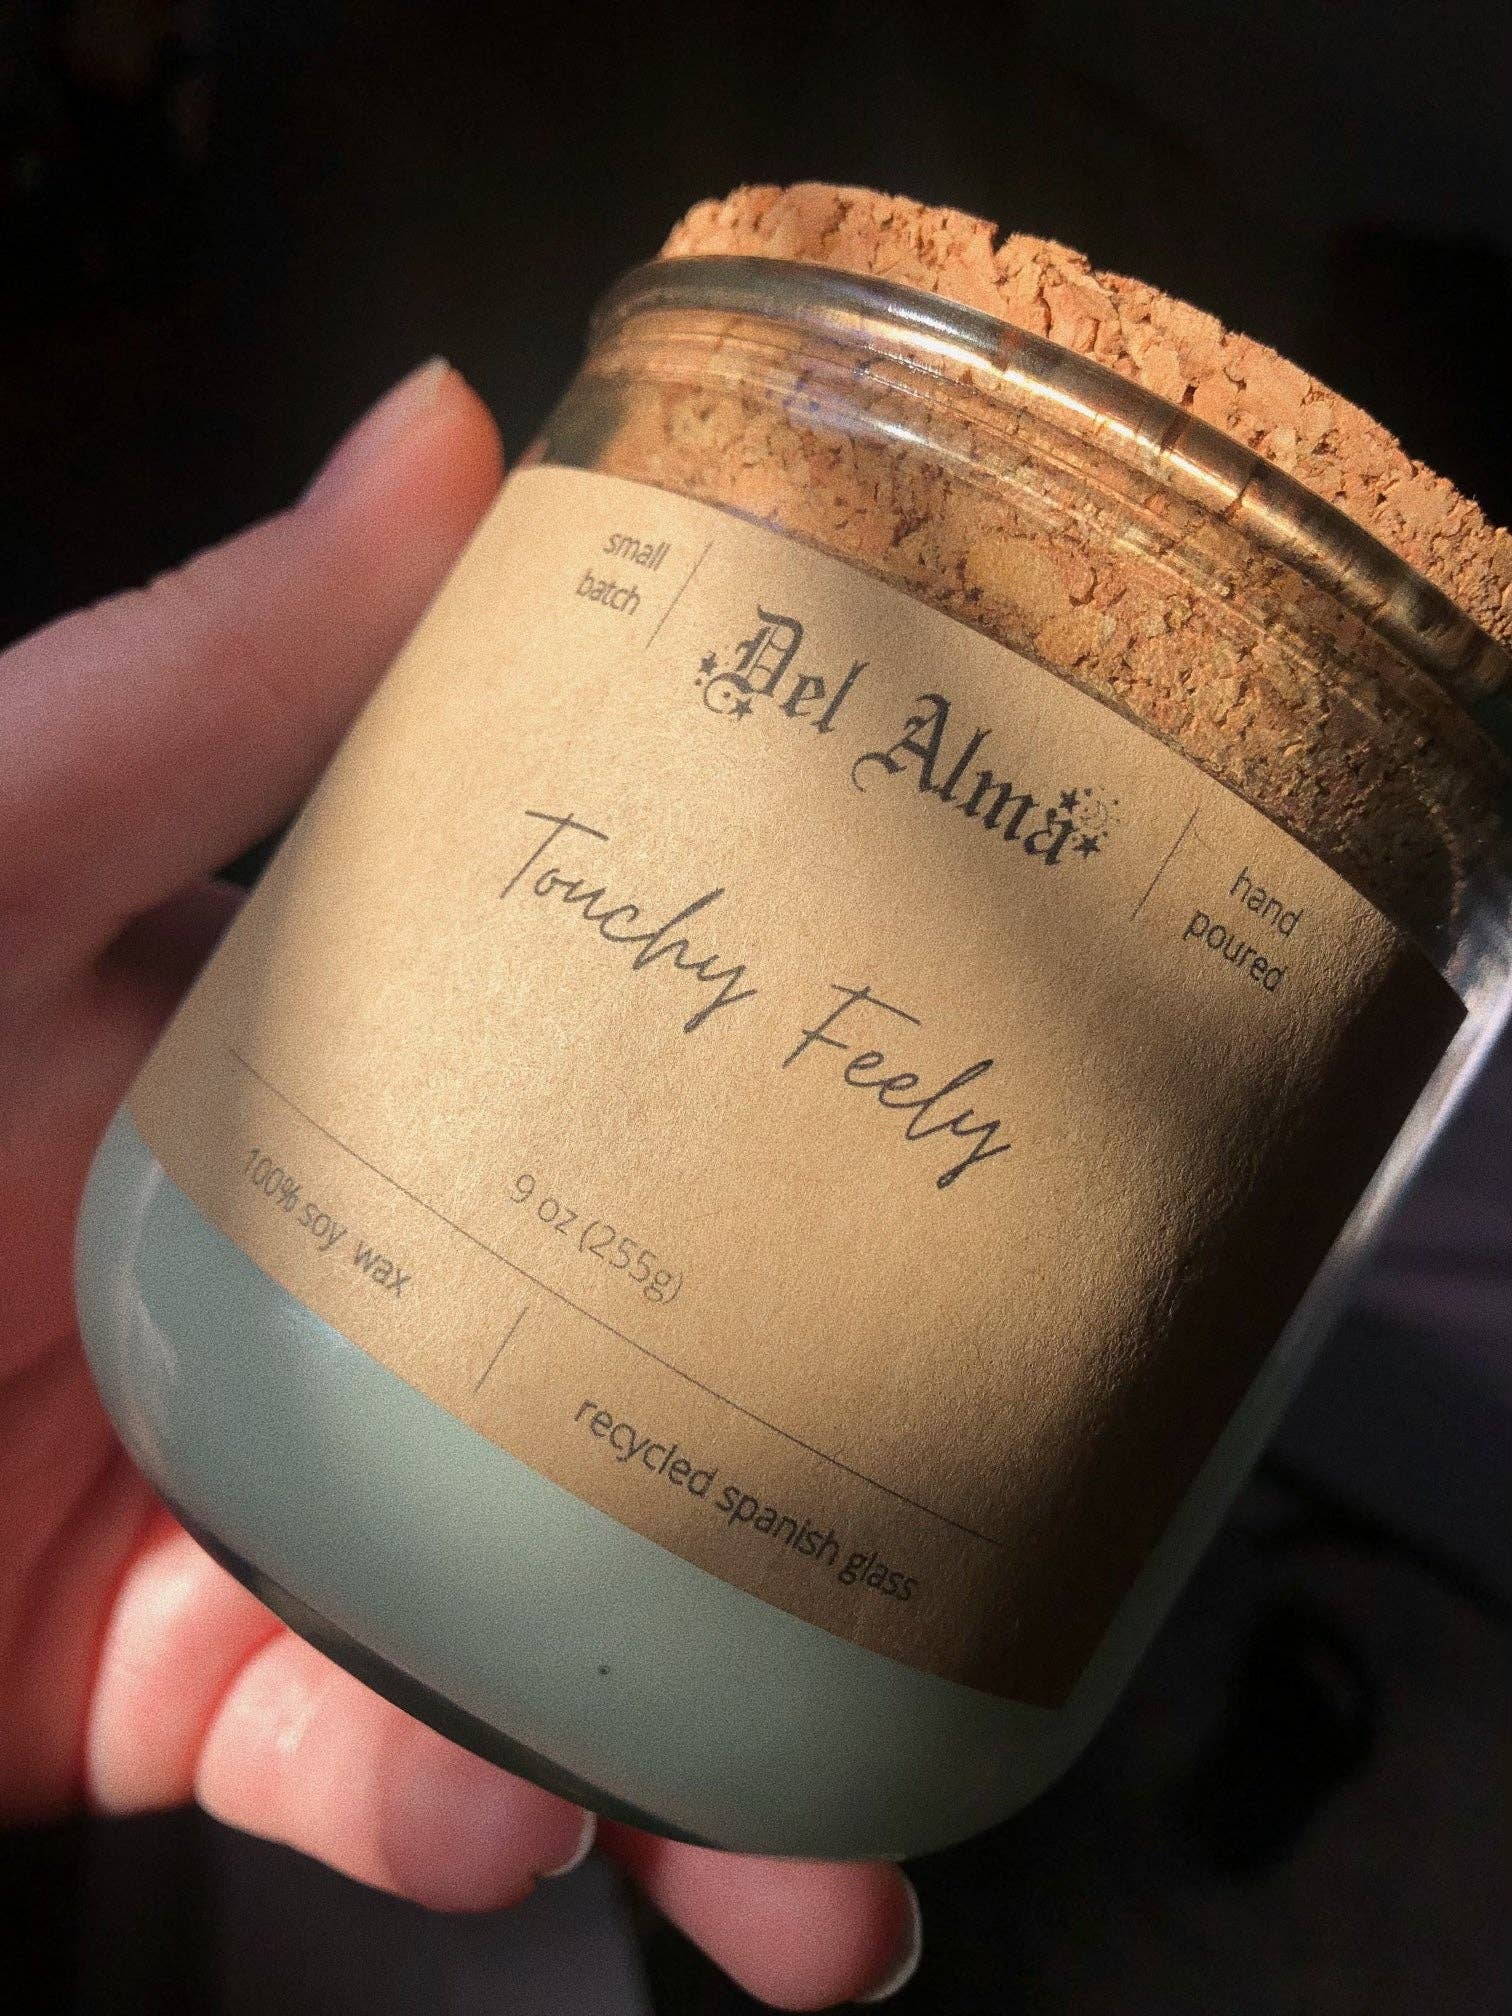 small
batch
Del Alma
hand
poured
Touchy Feely
9 oz (255g)
100% soy wax
recycled spanish glass